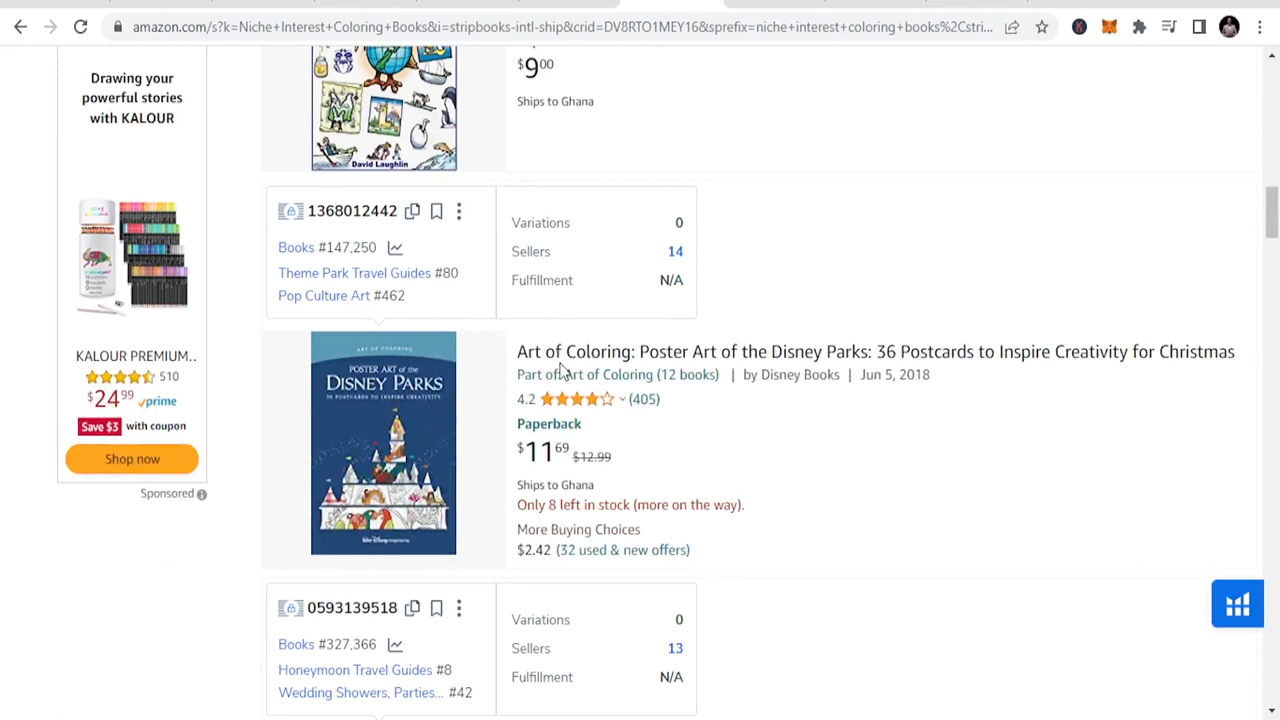 amazon.com/s?k=Niche+Interest+Coloring+Books&i=stripbooks-intl-ship&crid=DV8RTO1MEY16&sprefix=niche+interest+coloring+books%2Cstri...
Drawing your
powerful stories
with KALOUR
KALOUR PREMIUM..
510
$24.99 prime
Save $3 with coupon
Shop now
Sponsored
David Laughlin
$9.00
Ships to Ghana
1368012442
Books #147,250
Theme Park Travel Guides #80
Pop Culture Art #462
Variations 0
Sellers 14
Fulfillment N/A
ART OF COLORING
POSTER ART OF THE
DISNEY PARKS
36 POSTCARDS TO INSPIRE CREATIVITY
Art of Coloring: Poster Art of the Disney Parks: 36 Postcards to Inspire Creativity for Christmas
Part of Art of Coloring (12 books) | by Disney Books | Jun 5, 2018
4.2 (405)
Paperback
$11.69 $12.99
Ships to Ghana
Only 8 left in stock (more on the way).
More Buying Choices
$2.42 (32 used & new offers)
0593139518
Books #327,366
Honeymoon Travel Guides #8
Wedding Showers, Parties... #42
Variations 0
Sellers 13
Fulfillment N/A